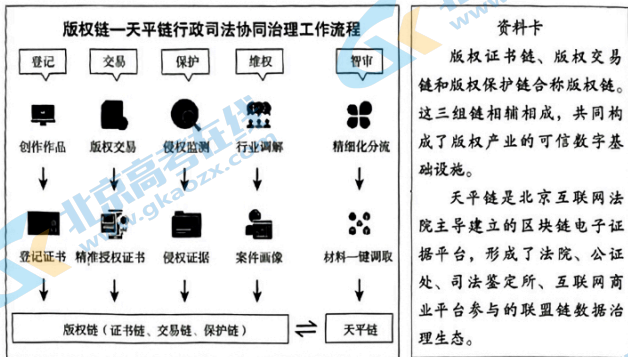 版权链—天平链行政司法协同治理工作流程
登记 交易 保护 维权 智审
创作作品 版权交易 侵权监测 行业调解 精细化分流
登记证书 精准授权证书 侵权证据 案件画像 材料一键调取
版权链（证书链、交易链、保护链） 天平链
资料卡
版权证书链、版权交易
链和版权保护链合称版权链。
这三组链相辅相成，共同构
成了版权产业的可信数字基
础设施。
天平链是北京互联网法
院主导建立的区块链电子证
据平台，形成了法院、公证
处、司法鉴定所、互联网商
业平台参与的联盟链数据治
理生态。
北京高考在线
www.gkaozx.com